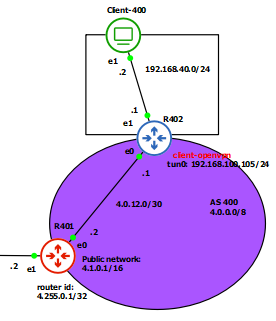 Client-400
e1
.2
192.168.40.0/24
.1
e1
R402
client-openvpn
e0
tun0: 192.168.100.105/24
.1
4.0.12.0/30
AS 400
4.0.0.0/8
R401
.2
e0
Public network:
4.1.0.1/16
.2
e1
router id:
4.255.0.1/32